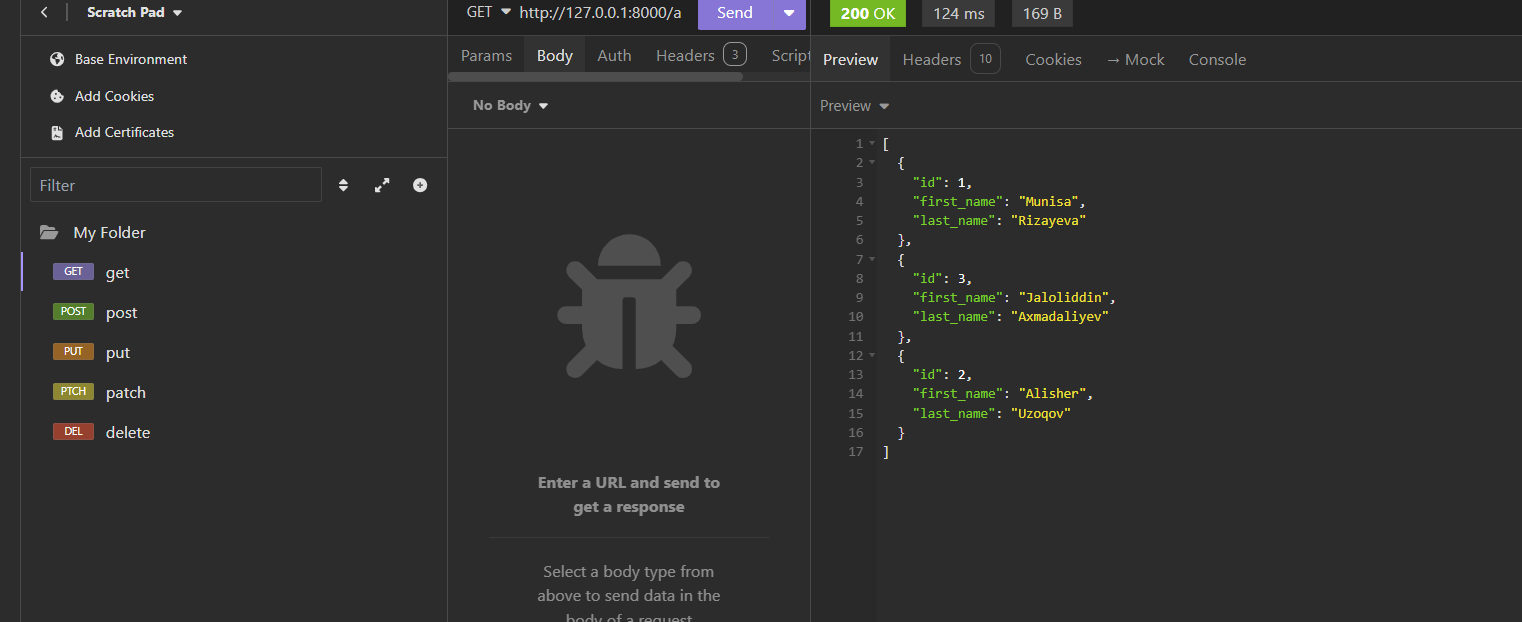 Scratch Pad
Base Environment
Add Cookies
Add Certificates
Filter
My Folder
GET get
POST post
PUT put
PTCH patch
DEL delete
GET http://127.0.0.1:8000/a Send
Params Body Auth Headers 3 Script
No Body
Enter a URL and send to
get a response
Select a body type from
above to send data in the
body of a request
200 OK 124 ms 169 B
Preview Headers 10 Cookies → Mock Console
Preview
1 [
2 {
3 "id": 1,
4 "first_name": "Munisa",
5 "last_name": "Rizayeva"
6 },
7 {
8 "id": 3,
9 "first_name": "Jaloliddin",
10 "last_name": "Axmadaliyev"
11 },
12 {
13 "id": 2,
14 "first_name": "Alisher",
15 "last_name": "Uzoqov"
16 }
17 ]